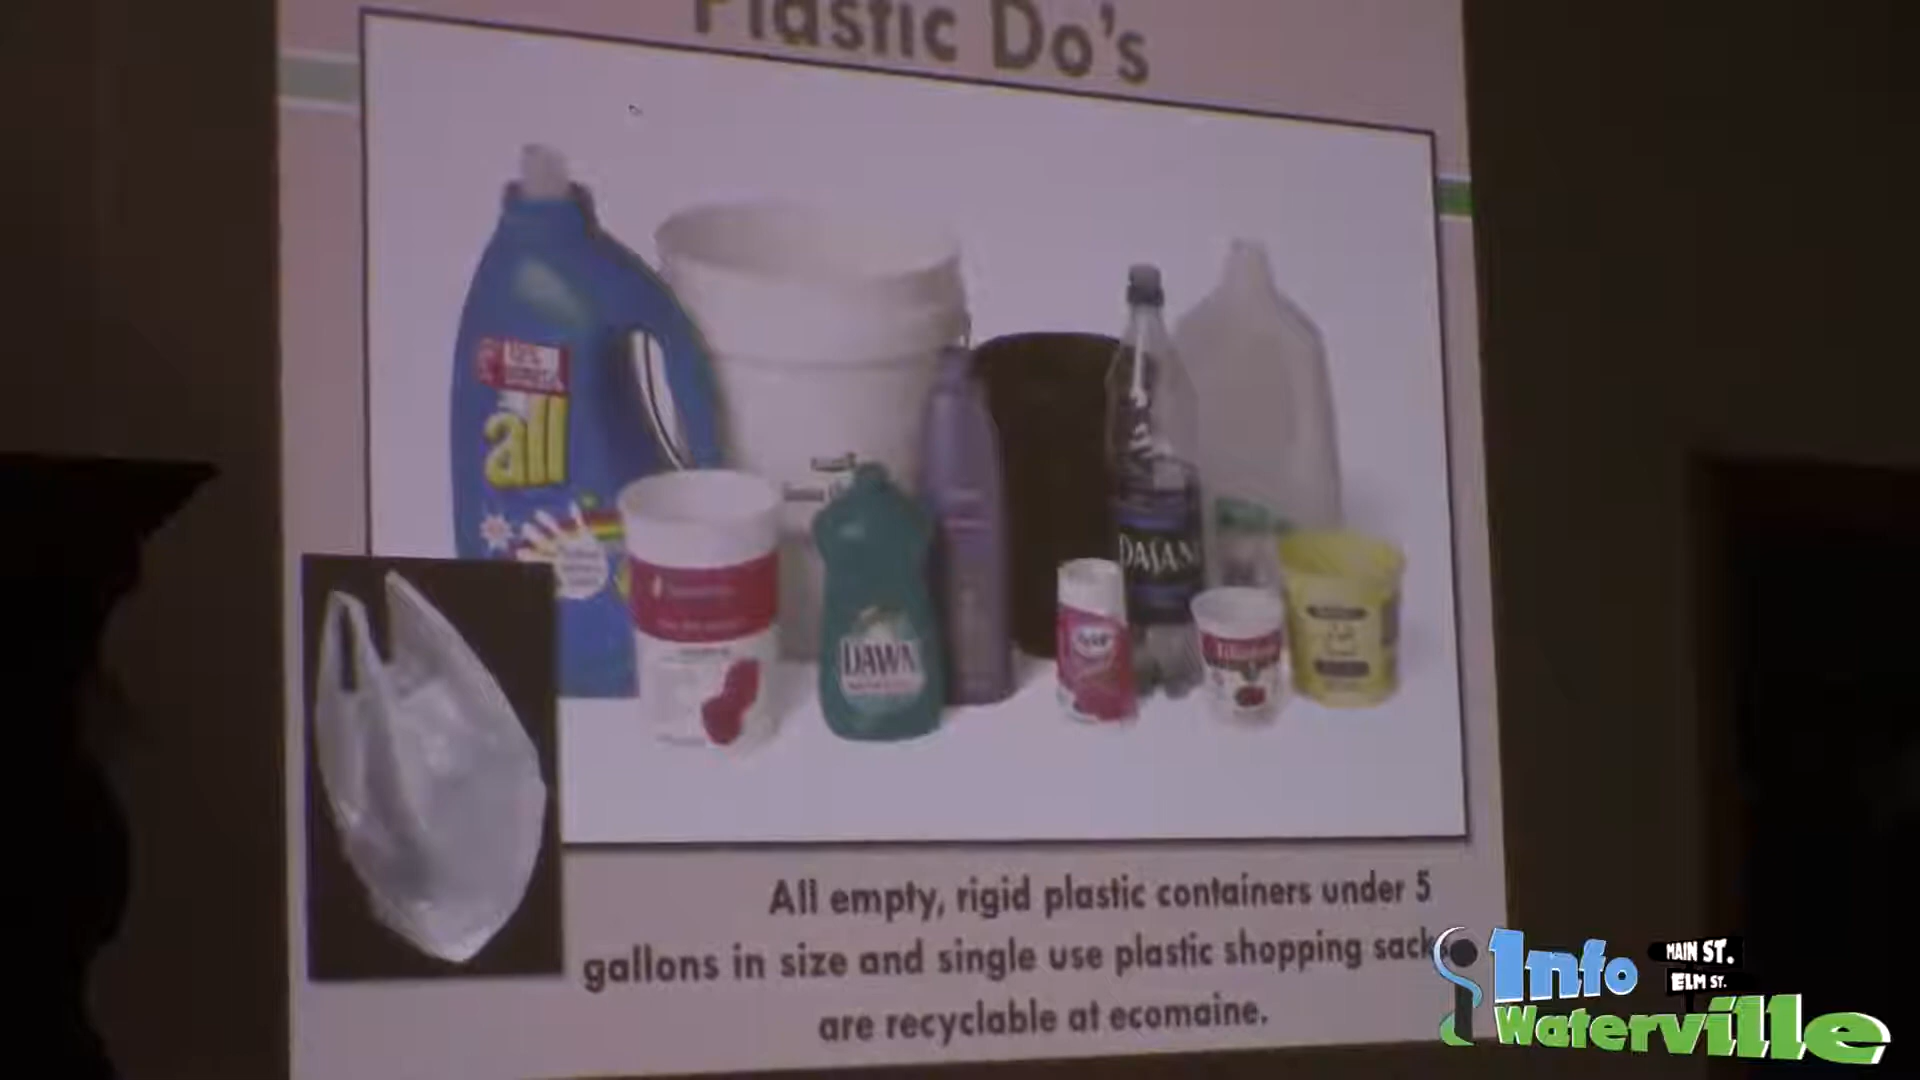 Plastic Do's
all
DAWN
DASANI
All empty, rigid plastic containers under 5
gallons in size and single use plastic shopping sacks
are recyclable at ecomaine.
Info
MAIN ST.
ELM ST.
Waterville